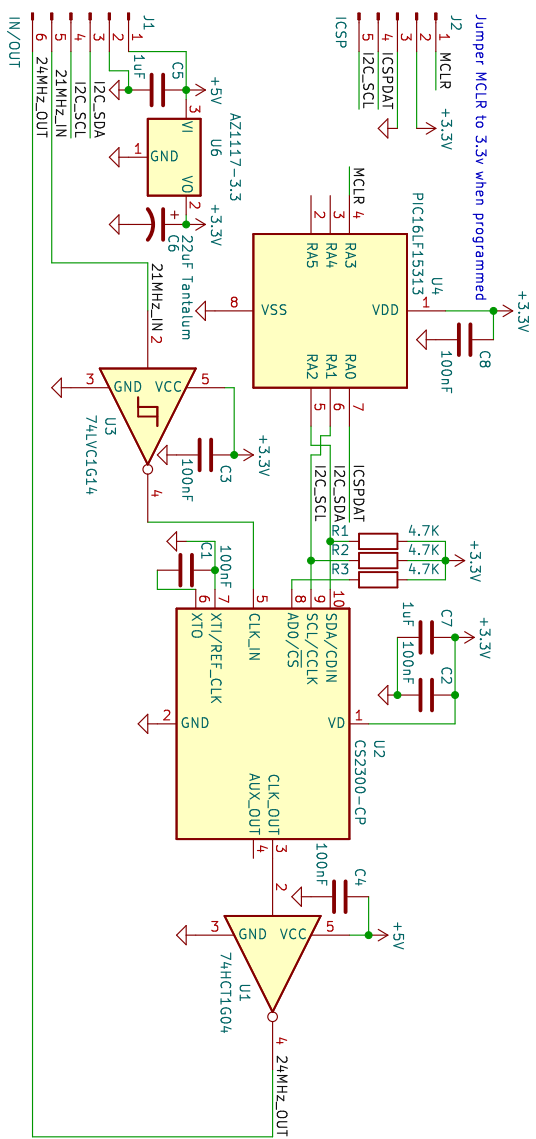 Jumper MCLR to 3.3v when programmed
J2
ICSP
1 MCLR
2 +3.3V
3
4 ICSPDAT
5 I2C_SCL
J1
IN/OUT
1
2
3 I2C_SDA
4 I2C_SCL
5 21MHz_IN
6 24MHz_OUT
C5
1uF
+5V
AZ1117-3.3
U6
VI 3
GND 1
VO 2
+3.3V
C6
22uF Tantalum
+
PIC16LF15313
U4
MCLR
RA3 4
RA4 3
RA5 2
VDD 1
VSS 8
RA0 7
RA1 6
RA2 5
+3.3V
C8
100nF
ICSPDAT
I2C_SDA
I2C_SCL
21MHz_IN
2
GND 3
VCC 5
4
U3
74LVC1G14
C3
100nF
+3.3V
R1 4.7K
R2 4.7K
R3 4.7K
+3.3V
C1
100nF
C7
1uF
C2
100nF
+3.3V
U2
CS2300-CP
SDA/CDIN 10
SCL/CCLK 9
AD0/CS 8
CLK_IN 5
XTI/REF_CLK 7
XTO 6
VD 1
GND 2
CLK_OUT 3
AUX_OUT 4
C4
100nF
+5V
2
GND 3
VCC 5
4
U1
74HCT1G04
24MHz_OUT